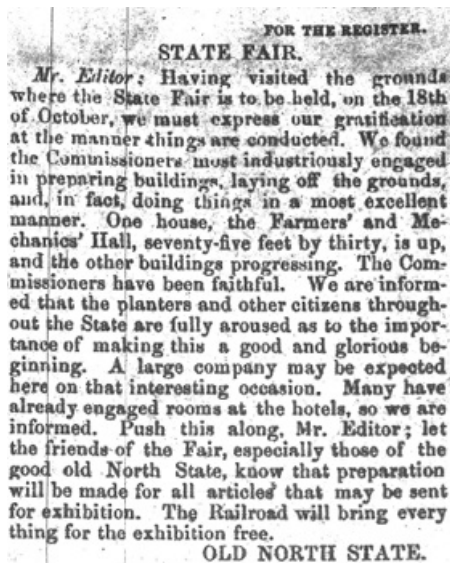 FOR THE REGISTER.
STATE FAIR.
Mr. Editor: Having visited the grounds
where the State Fair is to be held, on the 18th
of October, we must express our gratification
at the manner things are conducted. We found
the Commissioners most industriously engaged
in preparing buildings, laying off the grounds,
and, in fact, doing things in a most excellent
manner. One house, the Farmers' and Me-
chanics' Hall, seventy-five feet by thirty, is up,
and the other buildings progressing. The Com-
missioners have been faithful. We are inform-
ed that the planters and other citizens through-
out the State are fully aroused as to the impor-
tance of making this a good and glorious be-
ginning. A large company may be expected
here on that interesting occasion. Many have
already engaged rooms at the hotels, so we are
informed. Push this along, Mr. Editor; let
the friends of the Fair, especially those of the
good old North State, know that preparation
will be made for all articles that may be sent
for exhibition. The Railroad will bring every
thing for the exhibition free.
OLD NORTH STATE.